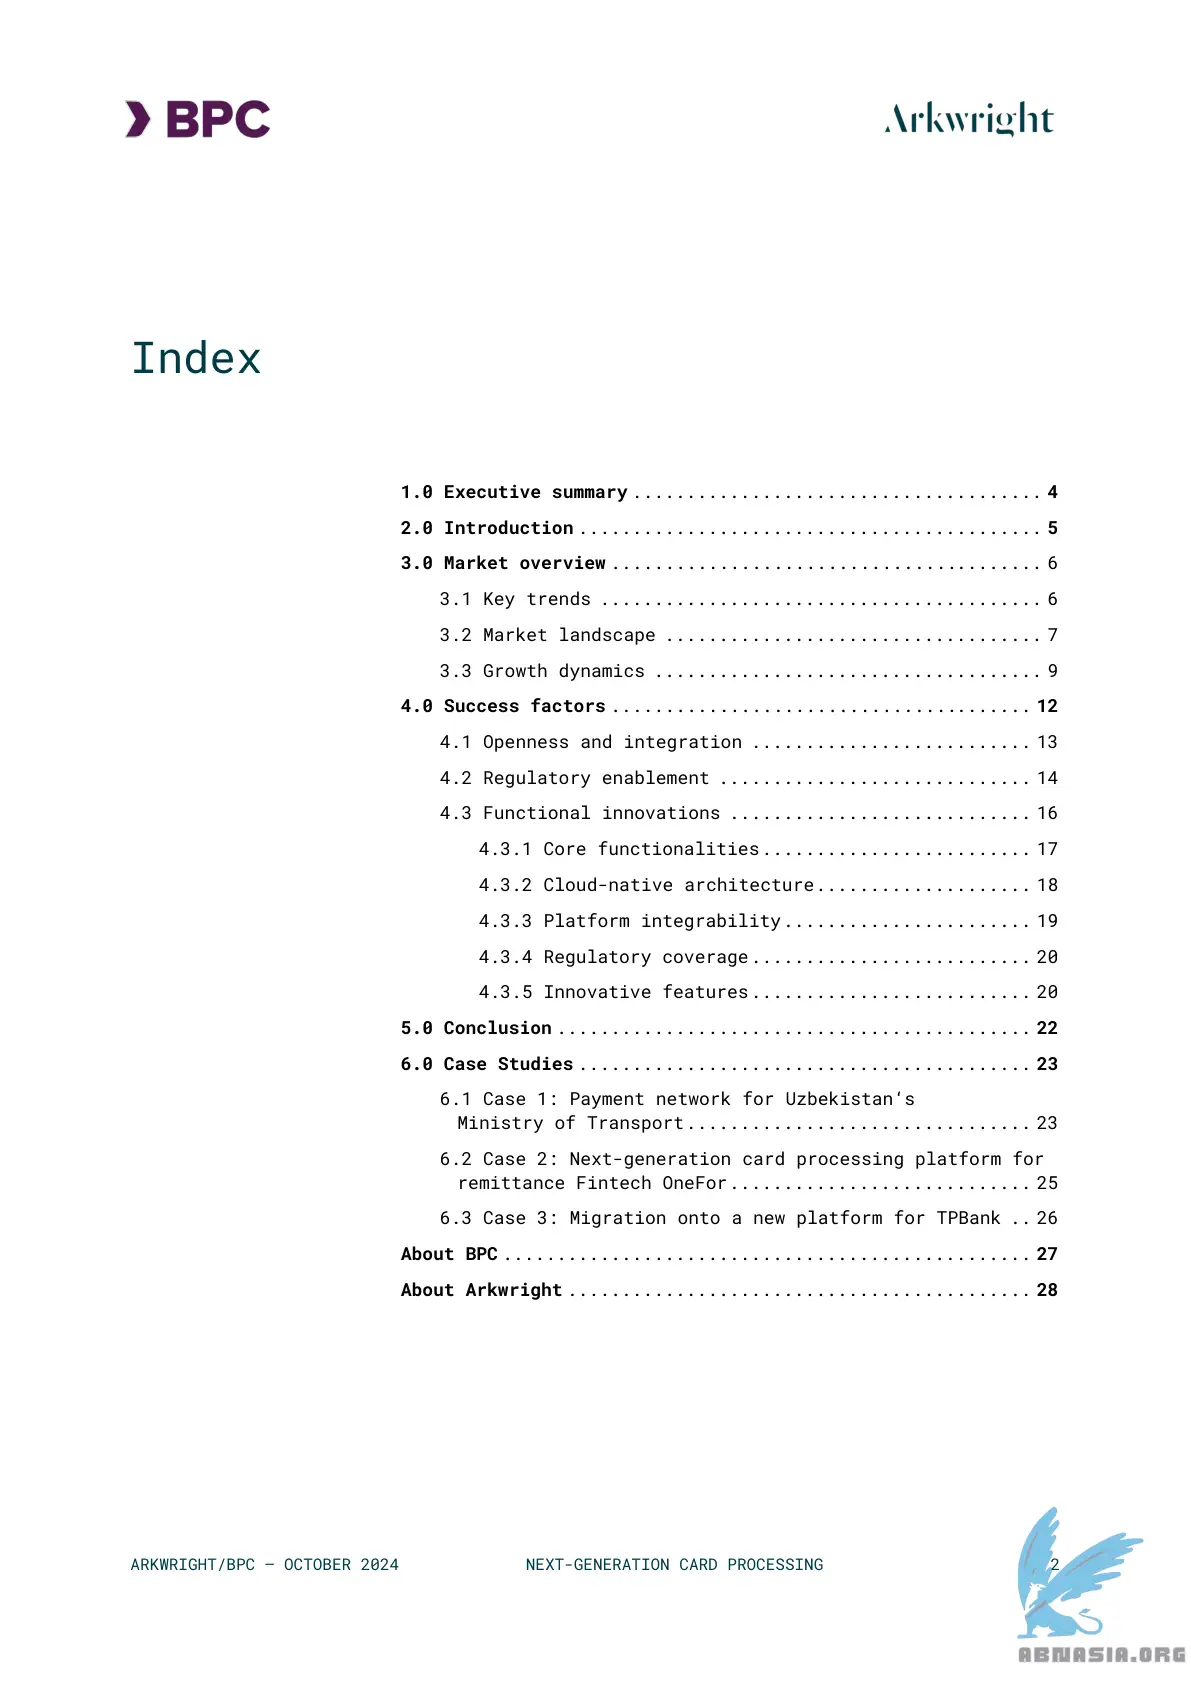 BPC
Arkwright
Index
1.0 Executive summary ...................................... 4
2.0 Introduction ........................................... 5
3.0 Market overview ........................................ 6
3.1 Key trends ......................................... 6
3.2 Market landscape ................................... 7
3.3 Growth dynamics .................................... 9
4.0 Success factors ....................................... 12
4.1 Openness and integration .......................... 13
4.2 Regulatory enablement ............................. 14
4.3 Functional innovations ............................ 16
4.3.1 Core functionalities......................... 17
4.3.2 Cloud-native architecture.................... 18
4.3.3 Platform integrability....................... 19
4.3.4 Regulatory coverage.......................... 20
4.3.5 Innovative features.......................... 20
5.0 Conclusion ............................................ 22
6.0 Case Studies .......................................... 23
6.1 Case 1: Payment network for Uzbekistan‘s
Ministry of Transport................................ 23
6.2 Case 2: Next-generation card processing platform for
remittance Fintech OneFor............................ 25
6.3 Case 3: Migration onto a new platform for TPBank .. 26
About BPC ................................................. 27
About Arkwright ........................................... 28
ARKWRIGHT/BPC – OCTOBER 2024 NEXT-GENERATION CARD PROCESSING 2
ABNASIA.ORG